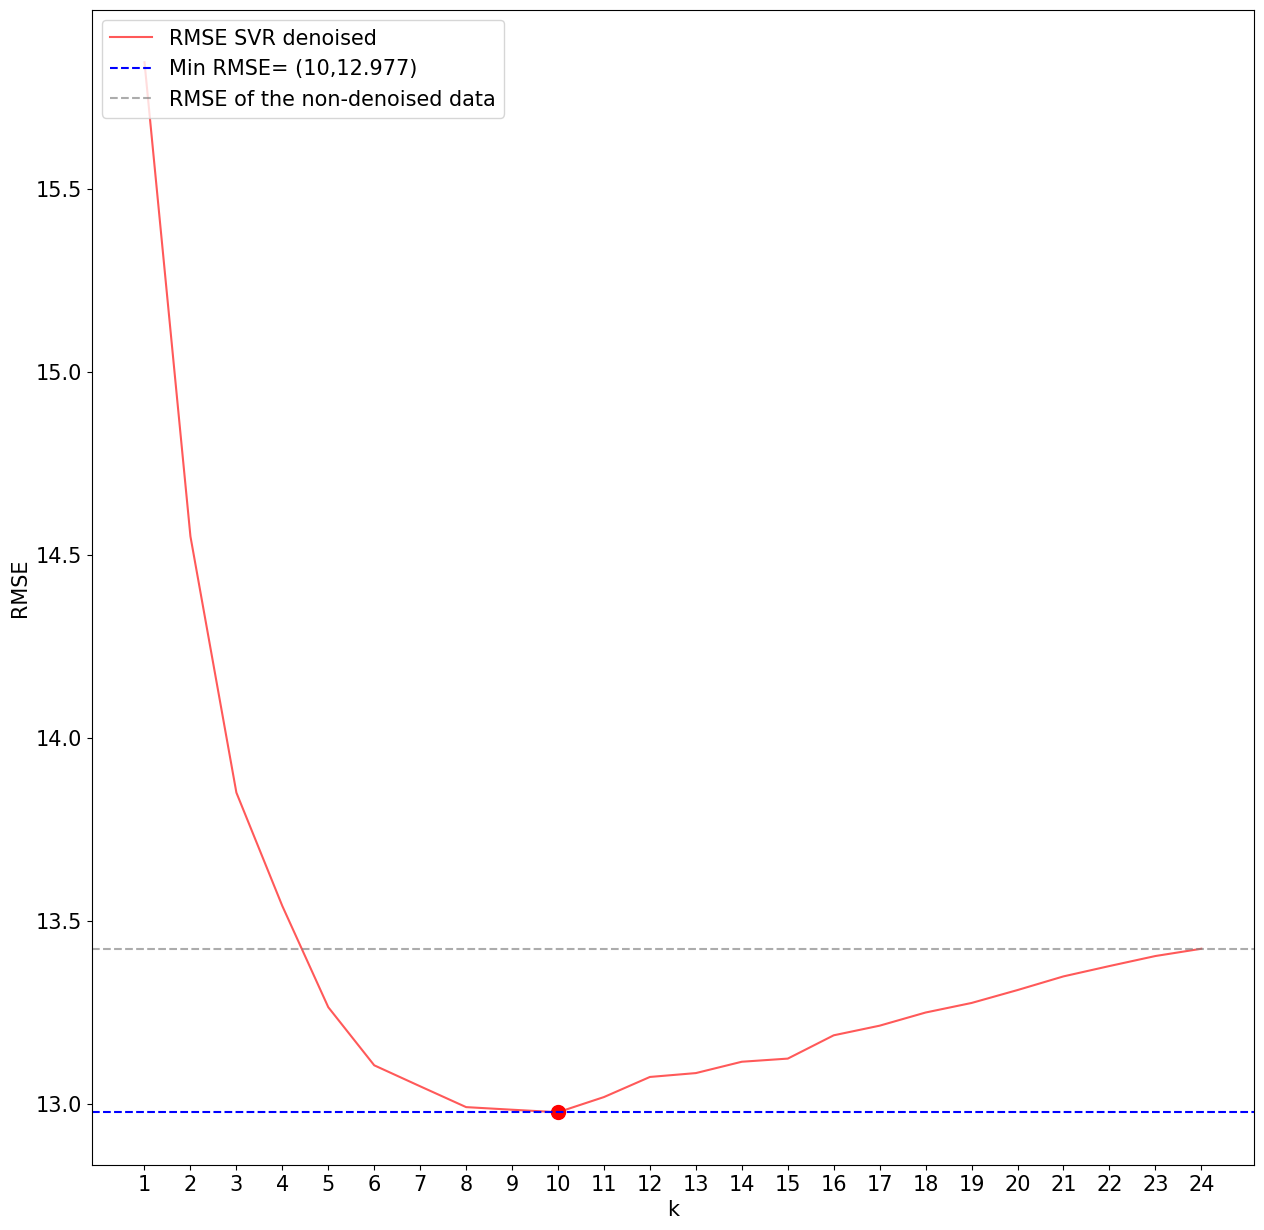 RMSE SVR denoised
Min RMSE= (10,12.977)
RMSE of the non-denoised data
15.5
15.0
14.5
14.0
13.5
13.0
RMSE
1 2 3 4 5 6 7 8 9 10 11 12 13 14 15 16 17 18 19 20 21 22 23 24
k